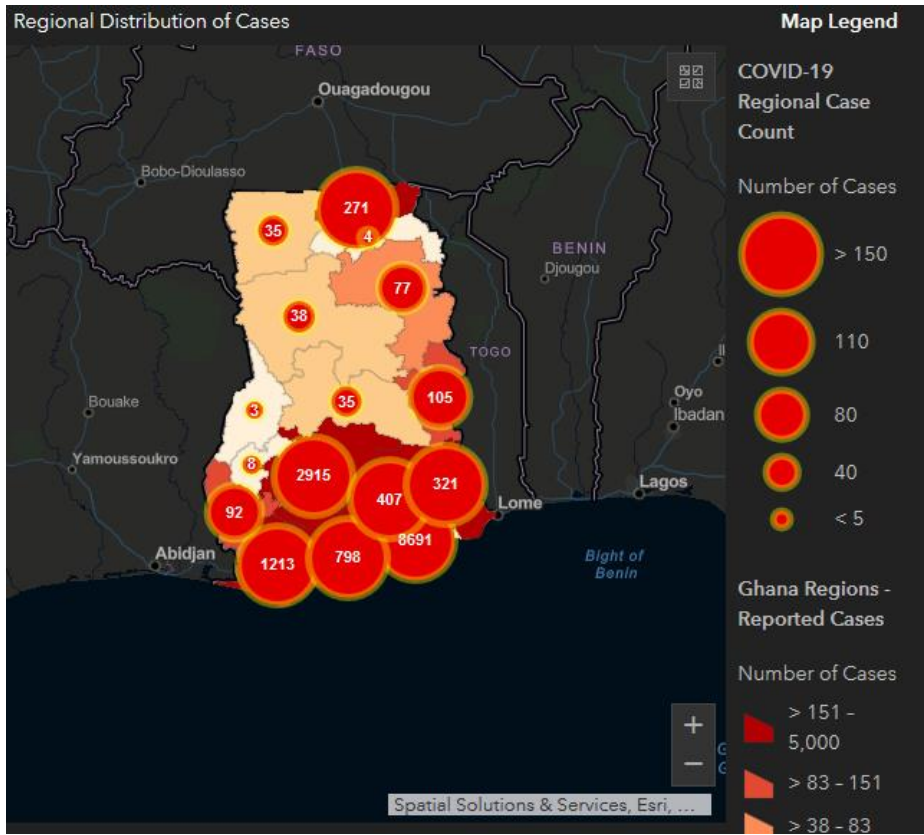 Regional Distribution of Cases
Map Legend
FASO
Ouagadougou
Bobo-Dioulasso
271
35
4
BENIN
Djougou
77
38
TOGO
105
35
3
Bouake
Oyo
Ibadan
Yamoussoukro
8
2915
407
321
Lagos
92
Lome
8691
Abidjan
1213
798
Bight of
Benin
+
−
Spatial Solutions & Services, Esri, ...
COVID-19
Regional Case
Count
Number of Cases
> 150
110
80
40
< 5
Ghana Regions -
Reported Cases
Number of Cases
> 151 –
5,000
> 83 – 151
> 38 – 83